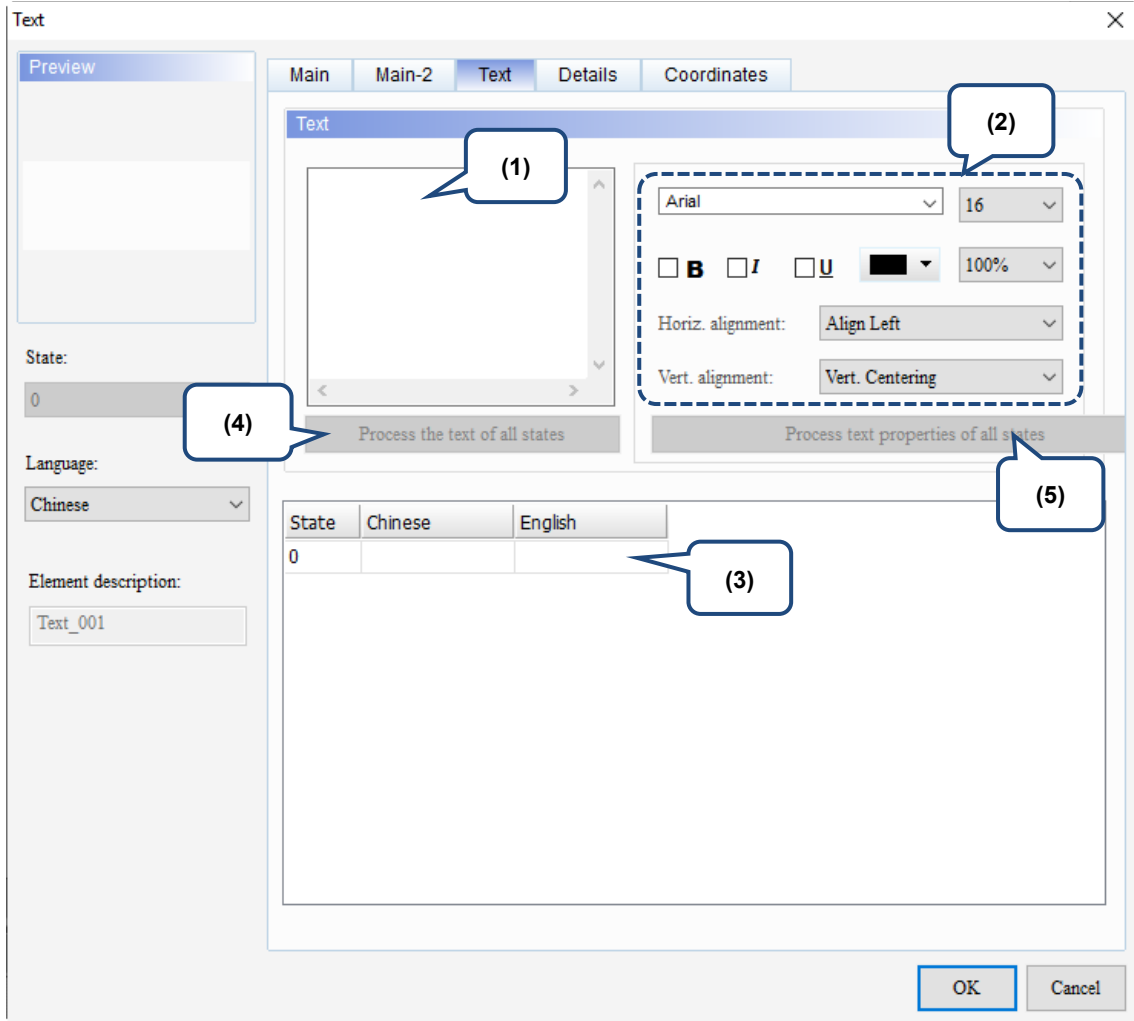 Text
Preview
Main Main-2 Text Details Coordinates
Text
(1)
(2)
Arial 16
B I U 100%
Horiz. alignment: Align Left
Vert. alignment: Vert. Centering
State:
0
(4)
Process the text of all states
Process text properties of all states
(5)
Language:
Chinese
State Chinese English
0
(3)
Element description:
Text_001
OK Cancel